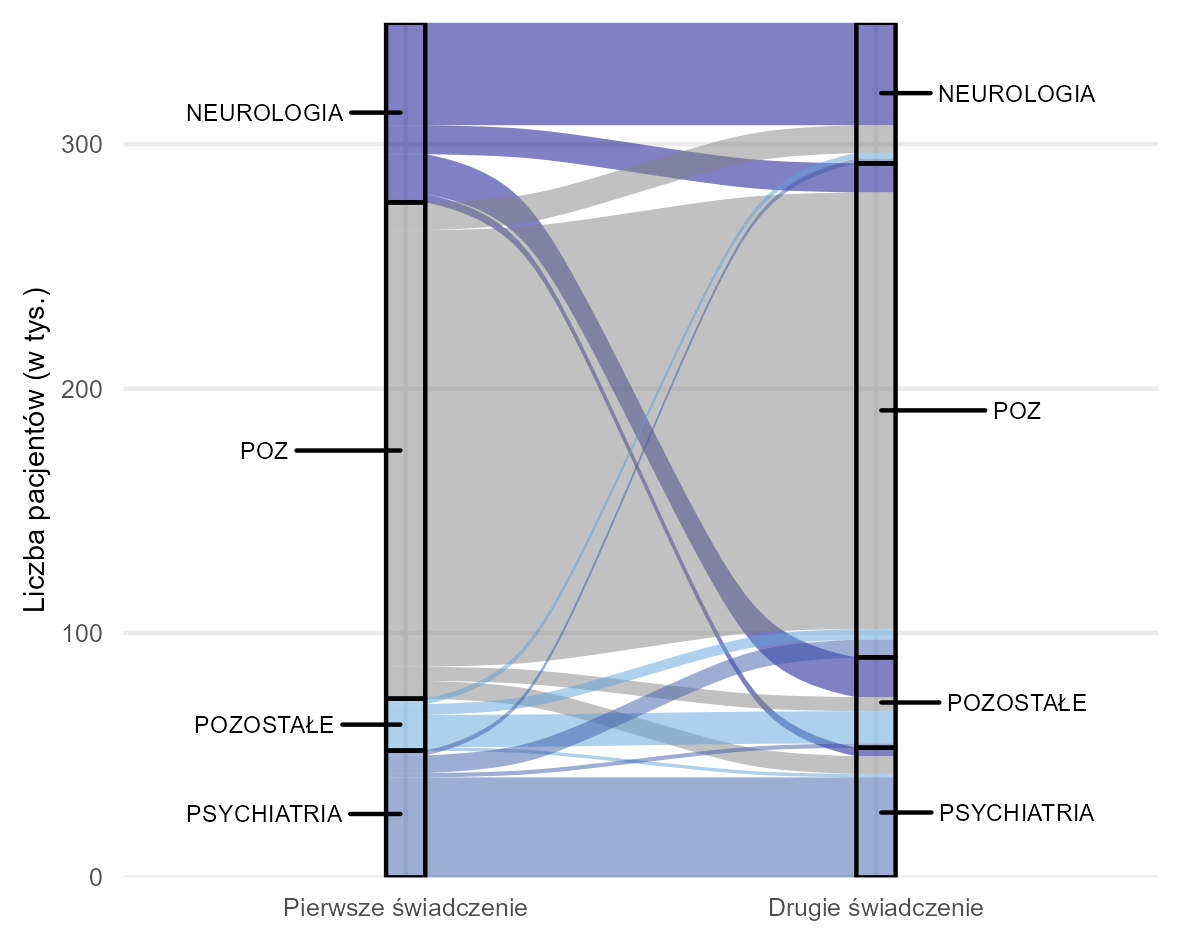 NEUROLOGIA
NEUROLOGIA
300
200
POZ
POZ
Liczba pacjentów (w tys.)
100
POZOSTAŁE
POZOSTAŁE
PSYCHIATRIA
PSYCHIATRIA
0
Pierwsze świadczenie
Drugie świadczenie